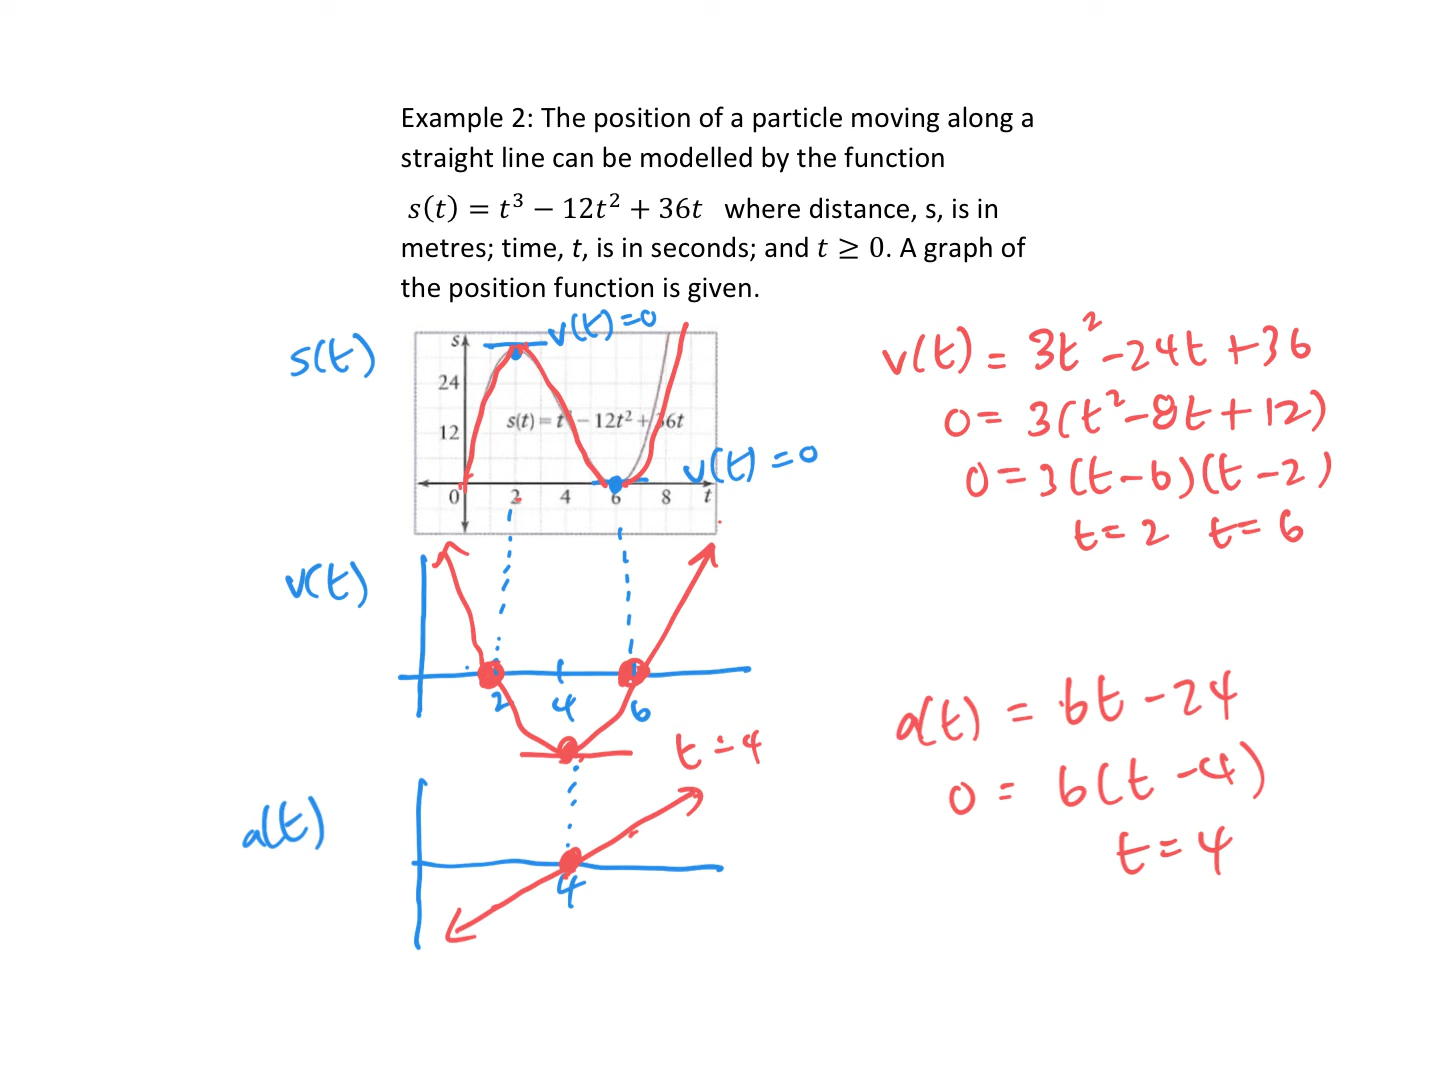 Example 2: The position of a particle moving along a
straight line can be modelled by the function
s(t) = t³ − 12t² + 36t where distance, s, is in
metres; time, t, is in seconds; and t ≥ 0. A graph of
the position function is given.
s(t)
v(t)=0
s
24
s(t) = t³ − 12t² + 36t
12
v(t)=0
0 2 4 6 8 t
v(t) = 3t² - 24t + 36
0 = 3(t² - 8t + 12)
0 = 3(t - 6)(t - 2)
t = 2 t = 6
v(t)
2 4 6
t = 4
a(t)
4
a(t) = 6t - 24
0 = 6(t - 4)
t = 4